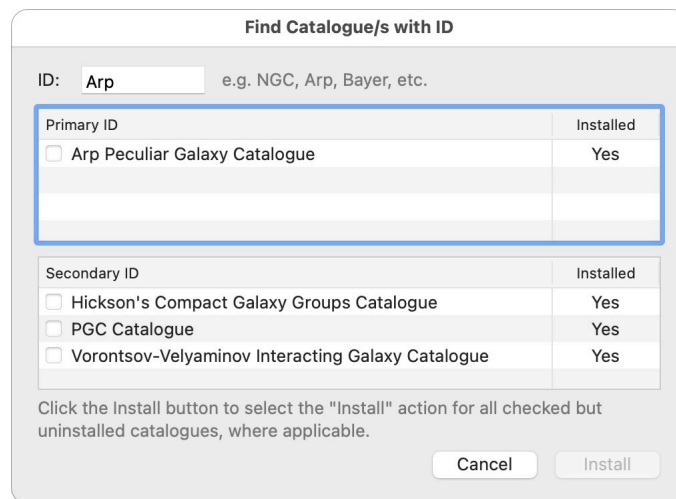 Find Catalogue/s with ID
ID: Arp e.g. NGC, Arp, Bayer, etc.
Primary ID Installed
Arp Peculiar Galaxy Catalogue Yes
Secondary ID Installed
Hickson's Compact Galaxy Groups Catalogue Yes
PGC Catalogue Yes
Vorontsov-Velyaminov Interacting Galaxy Catalogue Yes
Click the Install button to select the "Install" action for all checked but
uninstalled catalogues, where applicable.
Cancel Install